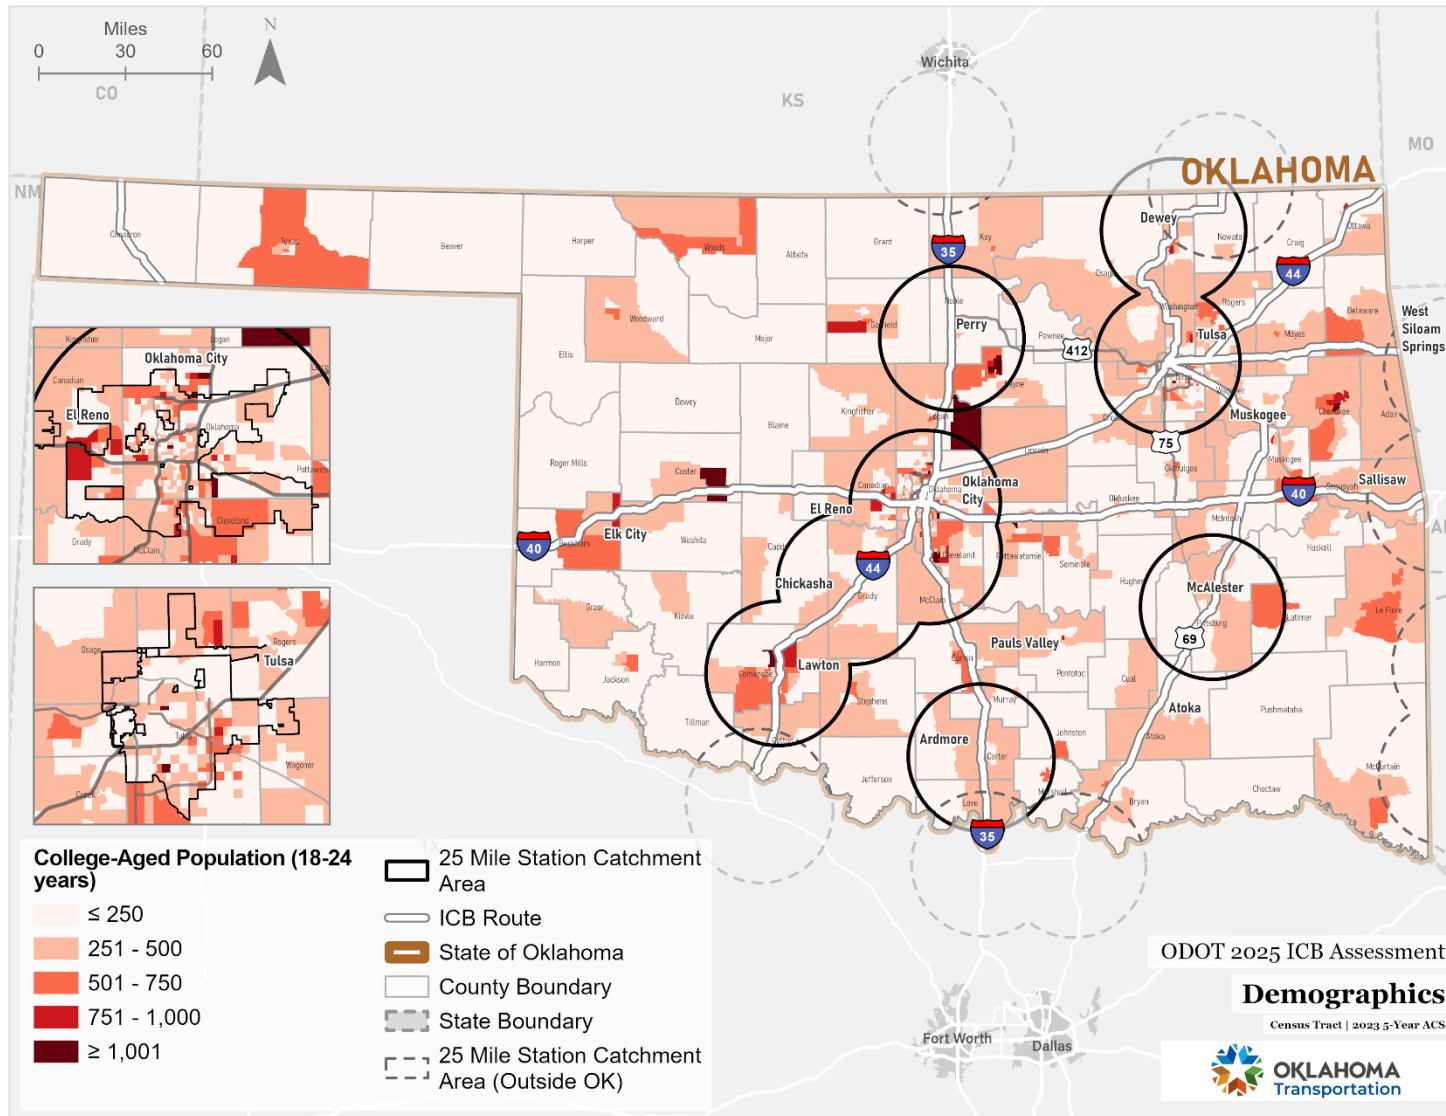 Miles
0 30 60
N
CO
KS
MO
NM
Wichita
OKLAHOMA
Cimarron
Texas
Beaver
Harper
Woods
Alfalfa
Grant
Kay
Osage
Nowata
Craig
Ottawa
Dewey
35
44
Woodward
Ellis
Major
Garfield
Noble
Perry
Pawnee
412
Washington
Rogers
Tulsa
Mayes
Delaware
West
Siloam
Springs
Payne
Tulsa
Wagoner
Muskogee
Cherokee
Adair
Dewey
Blaine
Kingfisher
Logan
Lincoln
Creek
75
Okmulgee
Muskogee
Roger Mills
Custer
Canadian
Oklahoma
Oklahoma
City
El Reno
Okfuskee
40
Sequoyah
Sallisaw
McIntosh
Haskell
40
Beckham
Elk City
Washita
Caddo
44
Cleveland
Pottawatomie
Seminole
Hughes
McAlester
Pittsburg
Latimer
Le Flore
69
Chickasha
Grady
McClain
Greer
Kiowa
Harmon
Jackson
Comanche
Lawton
Stephens
Garvin
Pauls Valley
Pontotoc
Coal
Atoka
Pushmataha
Tillman
Cotton
Murray
Johnston
Atoka
Ardmore
Carter
Jefferson
Love
Marshall
Bryan
Choctaw
McCurtain
35
TX
Fort Worth
Dallas
Kingfisher
Logan
Oklahoma City
Canadian
El Reno
Oklahoma
Grady
McClain
Cleveland
Osage
Rogers
Tulsa
Tulsa
Creek
Wagoner
College-Aged Population (18-24
years)
≤ 250
251 - 500
501 - 750
751 - 1,000
≥ 1,001
25 Mile Station Catchment
Area
ICB Route
State of Oklahoma
County Boundary
State Boundary
25 Mile Station Catchment
Area (Outside OK)
ODOT 2025 ICB Assessment
Demographics
Census Tract | 2023 5-Year ACS
OKLAHOMA
Transportation